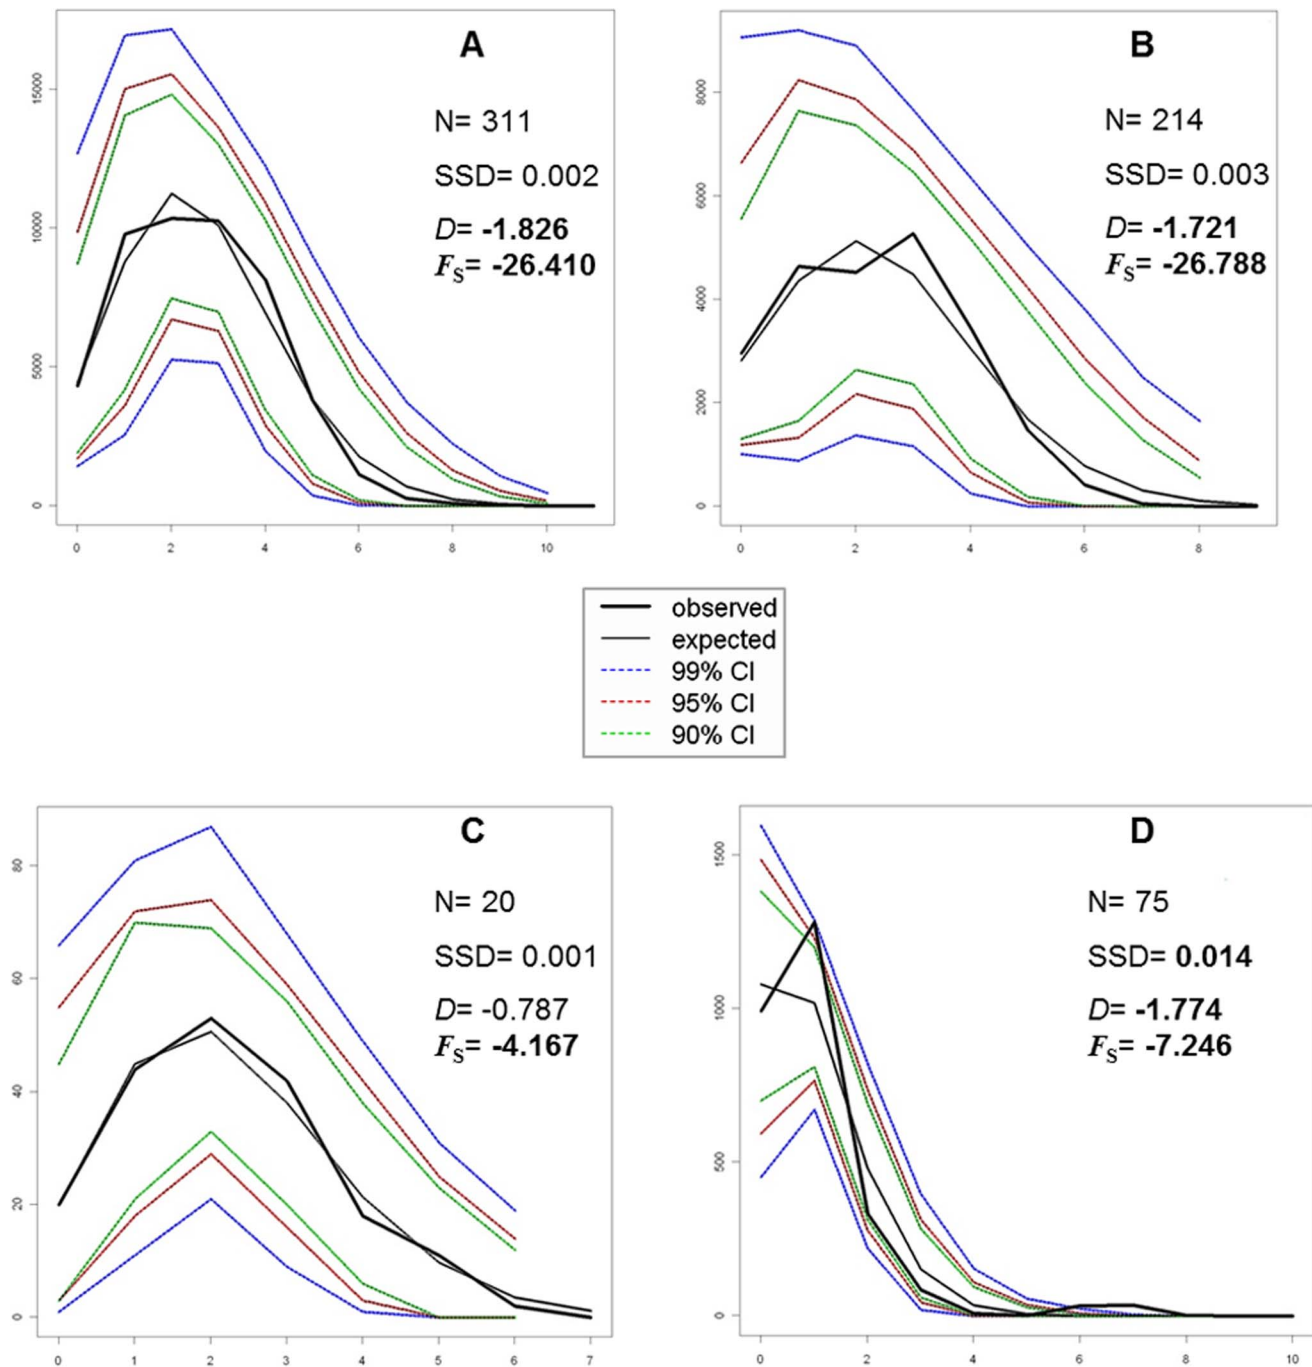 A
N= 311
SSD= 0.002
D= -1.826
FS= -26.410
15000
10000
5000
0
0 2 4 6 8 10
B
N= 214
SSD= 0.003
D= -1.721
FS= -26.788
8000
6000
4000
2000
0
0 2 4 6 8
observed
expected
99% CI
95% CI
90% CI
C
N= 20
SSD= 0.001
D= -0.787
FS= -4.167
80
60
40
20
0
0 1 2 3 4 5 6 7
D
N= 75
SSD= 0.014
D= -1.774
FS= -7.246
1500
1000
500
0
0 2 4 6 8 10